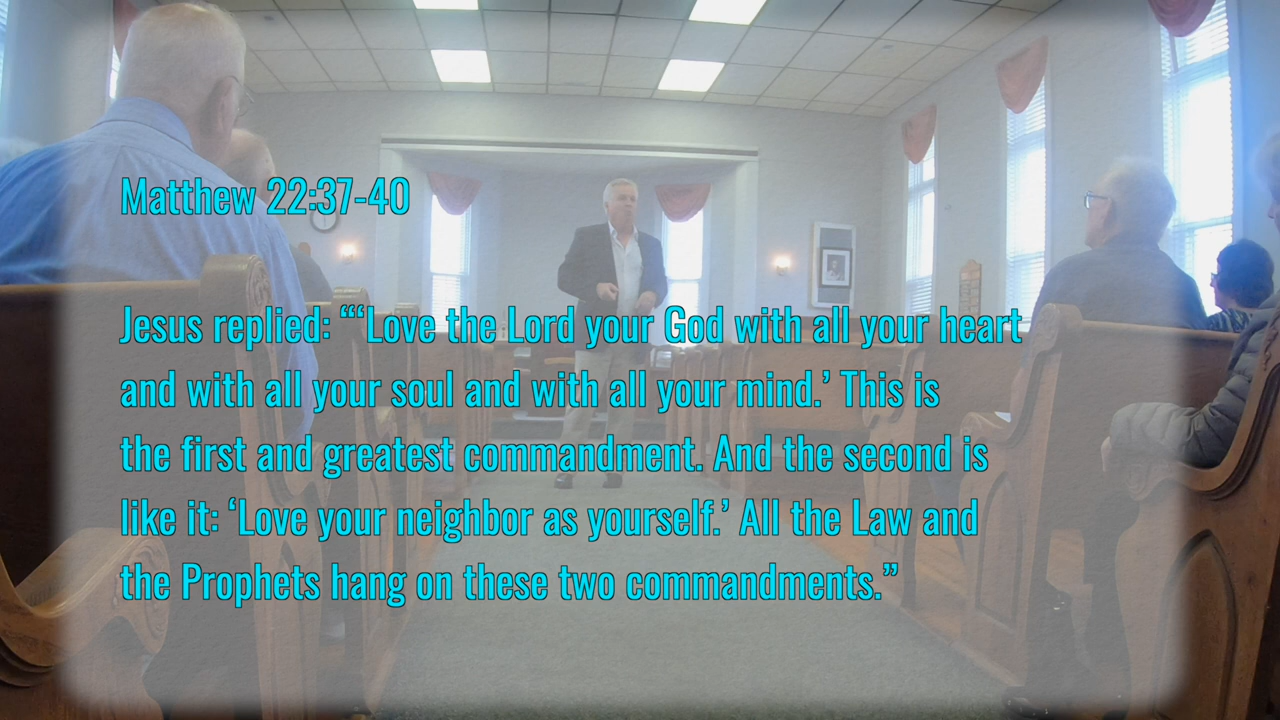 Matthew 22:37-40
Jesus replied: “‘Love the Lord your God with all your heart
and with all your soul and with all your mind.’ This is
the first and greatest commandment. And the second is
like it: ‘Love your neighbor as yourself.’ All the Law and
the Prophets hang on these two commandments.”